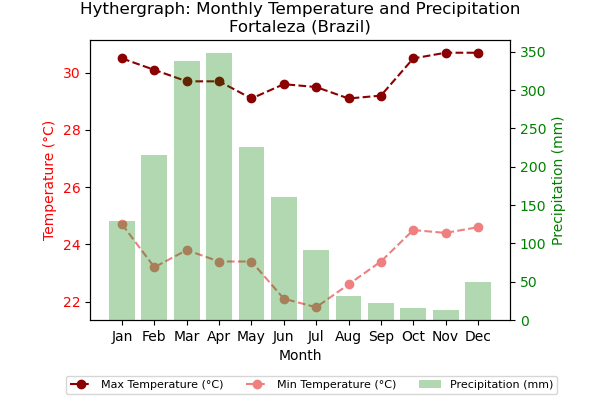 Hythergraph: Monthly Temperature and Precipitation
Fortaleza (Brazil)
Temperature (°C)
30
28
26
24
22
350
300
250
200
150
100
50
0
Precipitation (mm)
Jan Feb Mar Apr May Jun Jul Aug Sep Oct Nov Dec
Month
Max Temperature (°C) Min Temperature (°C) Precipitation (mm)